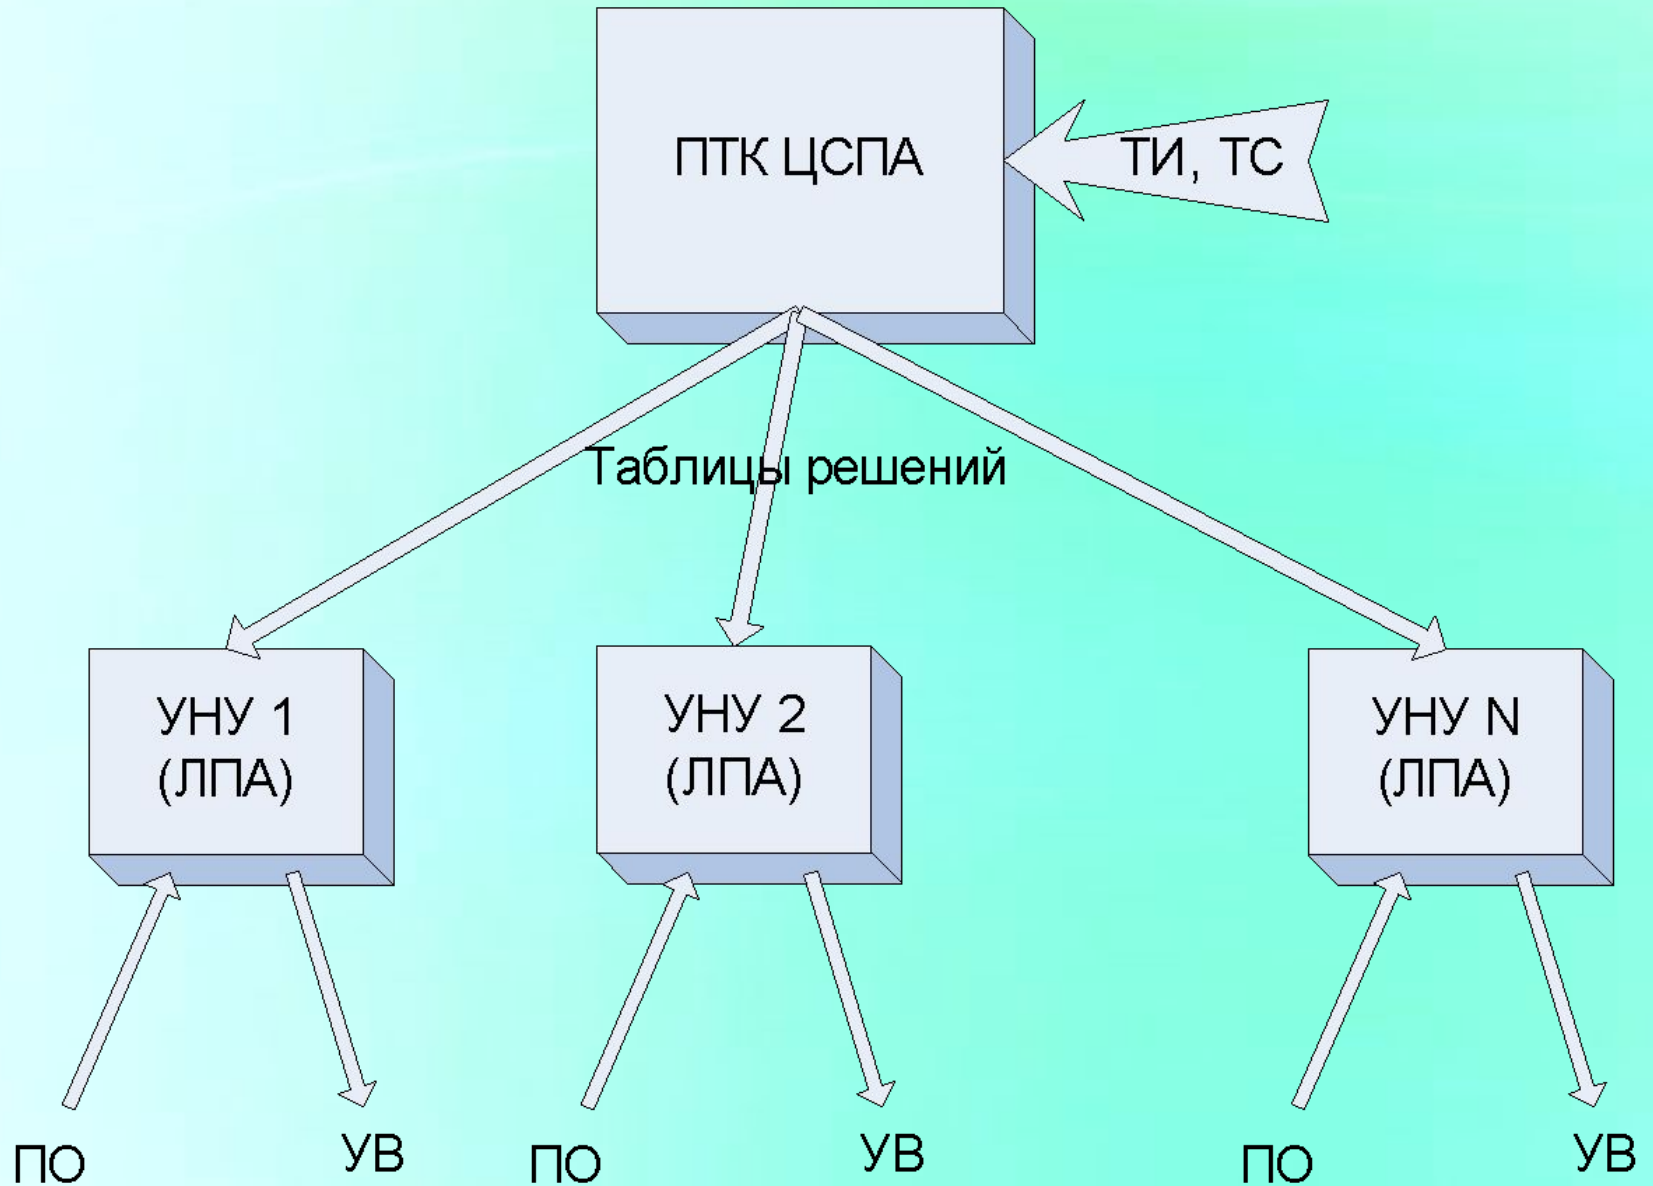 ПТК ЦСПА
ТИ, ТС
Таблицы решений
УНУ 1
(ЛПА)
УНУ 2
(ЛПА)
УНУ N
(ЛПА)
ПО
УВ
ПО
УВ
ПО
УВ